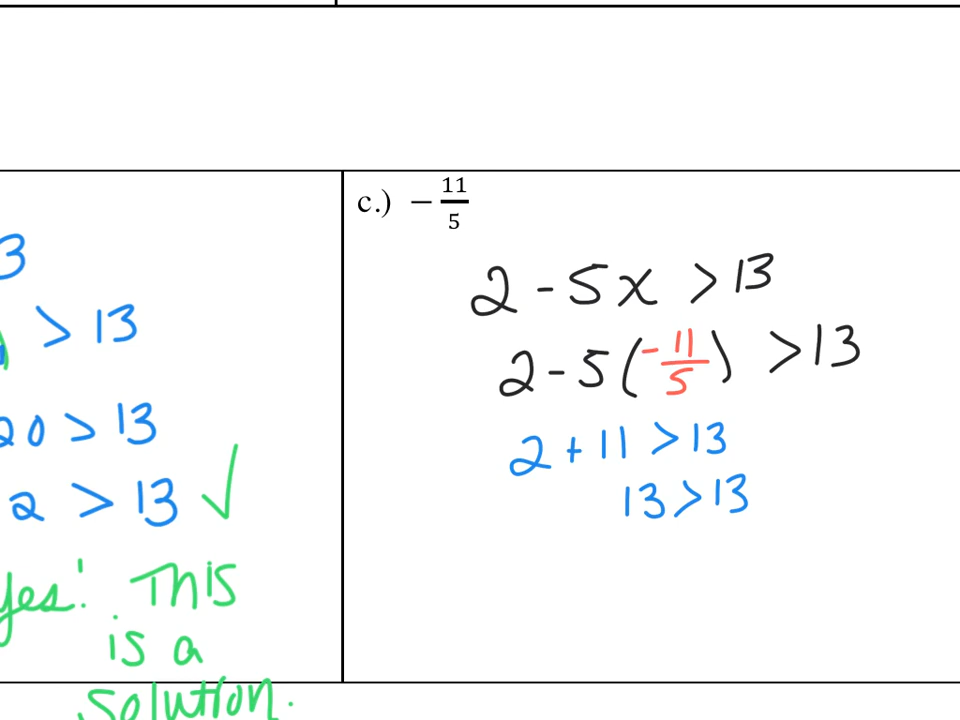 3
) > 13
20 > 13
2 > 13 ✓
yes! This
is a
solution.
c.) − 11/5
2 - 5x > 13
2 - 5(-11/5) > 13
2 + 11 > 13
13 > 13